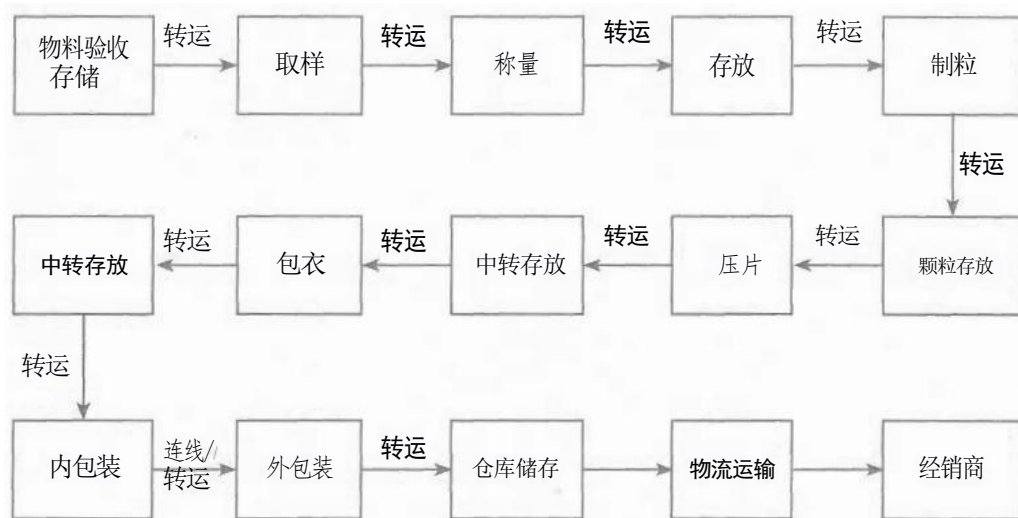 物料验收
存储
转运
取样
转运
称量
转运
存放
转运
制粒
转运
中转存放
转运
包衣
转运
中转存放
转运
压片
转运
颗粒存放
转运
内包装
连线/
转运
外包装
转运
仓库储存
物流运输
经销商